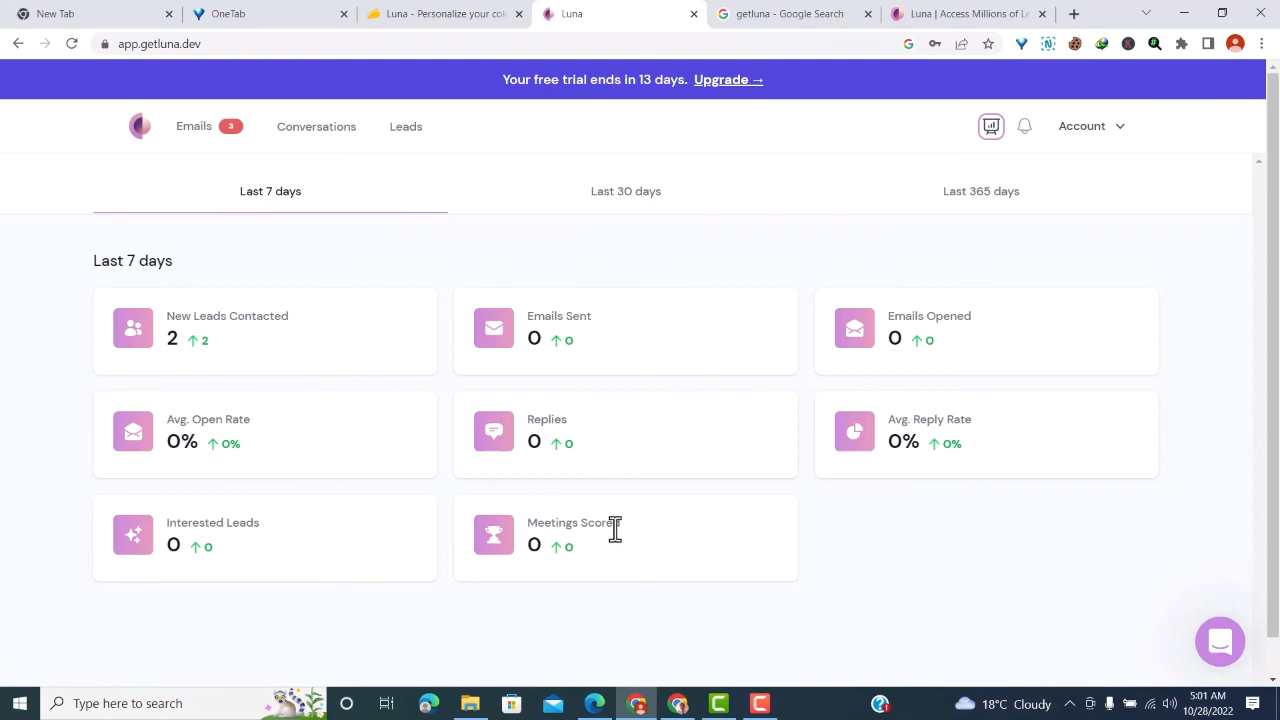 New Tab
OneTab
Luna - Personalize your col
Luna
getluna - Google Search
Luna | Access Millions of Le
app.getluna.dev
Your free trial ends in 13 days. Upgrade →
Emails 3 Conversations Leads
Account
Last 7 days Last 30 days Last 365 days
Last 7 days
New Leads Contacted
2 ↑ 2
Emails Sent
0 ↑ 0
Emails Opened
0 ↑ 0
Avg. Open Rate
0% ↑ 0%
Replies
0 ↑ 0
Avg. Reply Rate
0% ↑ 0%
Interested Leads
0 ↑ 0
Meetings Scored
0 ↑ 0
Type here to search
18°C Cloudy
5:01 AM
10/28/2022